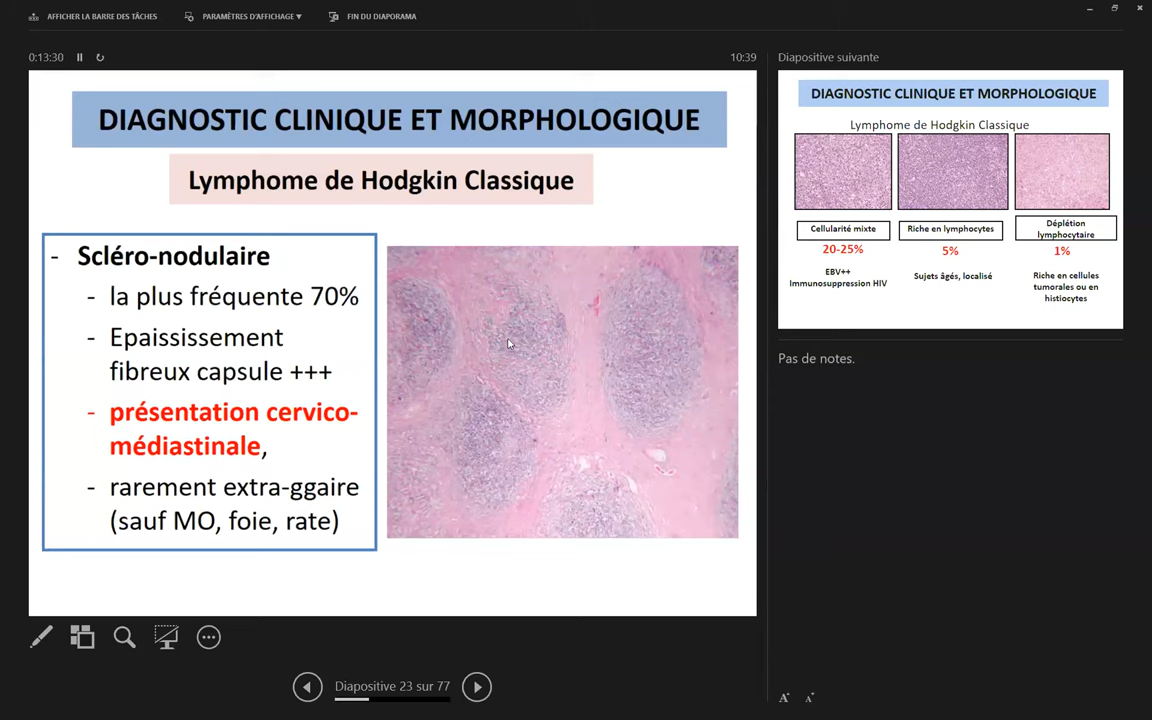 AFFICHER LA BARRE DES TÂCHES
PARAMÈTRES D'AFFICHAGE ▼
FIN DU DIAPORAMA
0:13:30
10:39
DIAGNOSTIC CLINIQUE ET MORPHOLOGIQUE
Lymphome de Hodgkin Classique
- Scléro-nodulaire
- la plus fréquente 70%
- Epaississement
fibreux capsule +++
- présentation cervico-
médiastinale,
- rarement extra-ggaire
(sauf MO, foie, rate)
Diapositive 23 sur 77
Diapositive suivante
DIAGNOSTIC CLINIQUE ET MORPHOLOGIQUE
Lymphome de Hodgkin Classique
Cellularité mixte
20-25%
EBV++
Immunosuppression HIV
Riche en lymphocytes
5%
Sujets âgés, localisé
Déplétion
lymphocytaire
1%
Riche en cellules
tumorales ou en
histiocytes
Pas de notes.
A
A